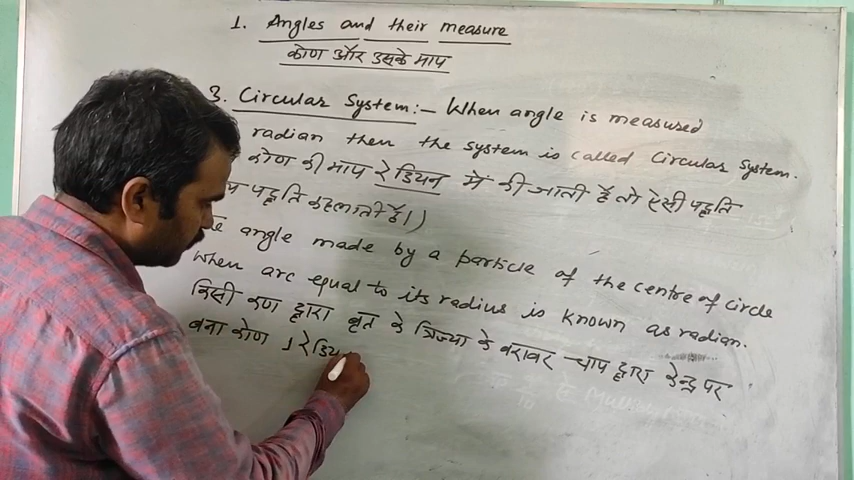 1. Angles and their measure
कोण और उसके माप
3. Circular System:- When angle is measured
radian then the system is called Circular System.
कोण की माप रेडियन में की जाती है तो ऐसी पद्धति
पद्धति कहलाती है।)
angle made by a particle of the centre of circle
when arc equal to its radius is known as radian.
किसी कण द्वारा वृत के त्रिज्या के बराबर चाप द्वारा केन्द्र पर
बना कोण 1 रेडिय